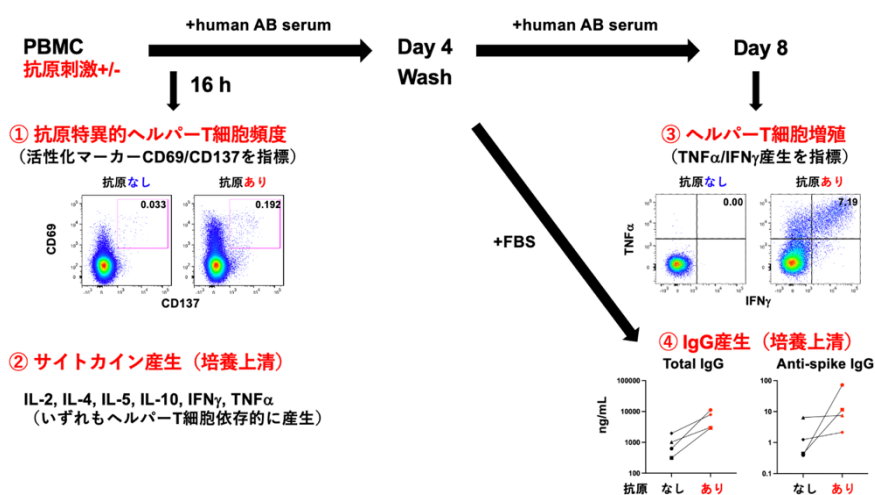 +human AB serum
+human AB serum
PBMC
抗原刺激+/-
Day 4
Wash
Day 8
16 h
① 抗原特異的ヘルパーT細胞頻度
（活性化マーカーCD69/CD137を指標）
抗原なし
抗原あり
0.033
0.192
CD69
CD137
③ ヘルパーT細胞増殖
（TNFα/IFNγ産生を指標）
抗原なし
抗原あり
0.00
7.19
TNFα
IFNγ
+FBS
② サイトカイン産生（培養上清）
IL-2, IL-4, IL-5, IL-10, IFNγ, TNFα
（いずれもヘルパーT細胞依存的に産生）
④ IgG産生（培養上清）
Total IgG
Anti-spike IgG
ng/mL
100000
10000
1000
100
100
10
1
0.1
抗原 なし あり
なし あり